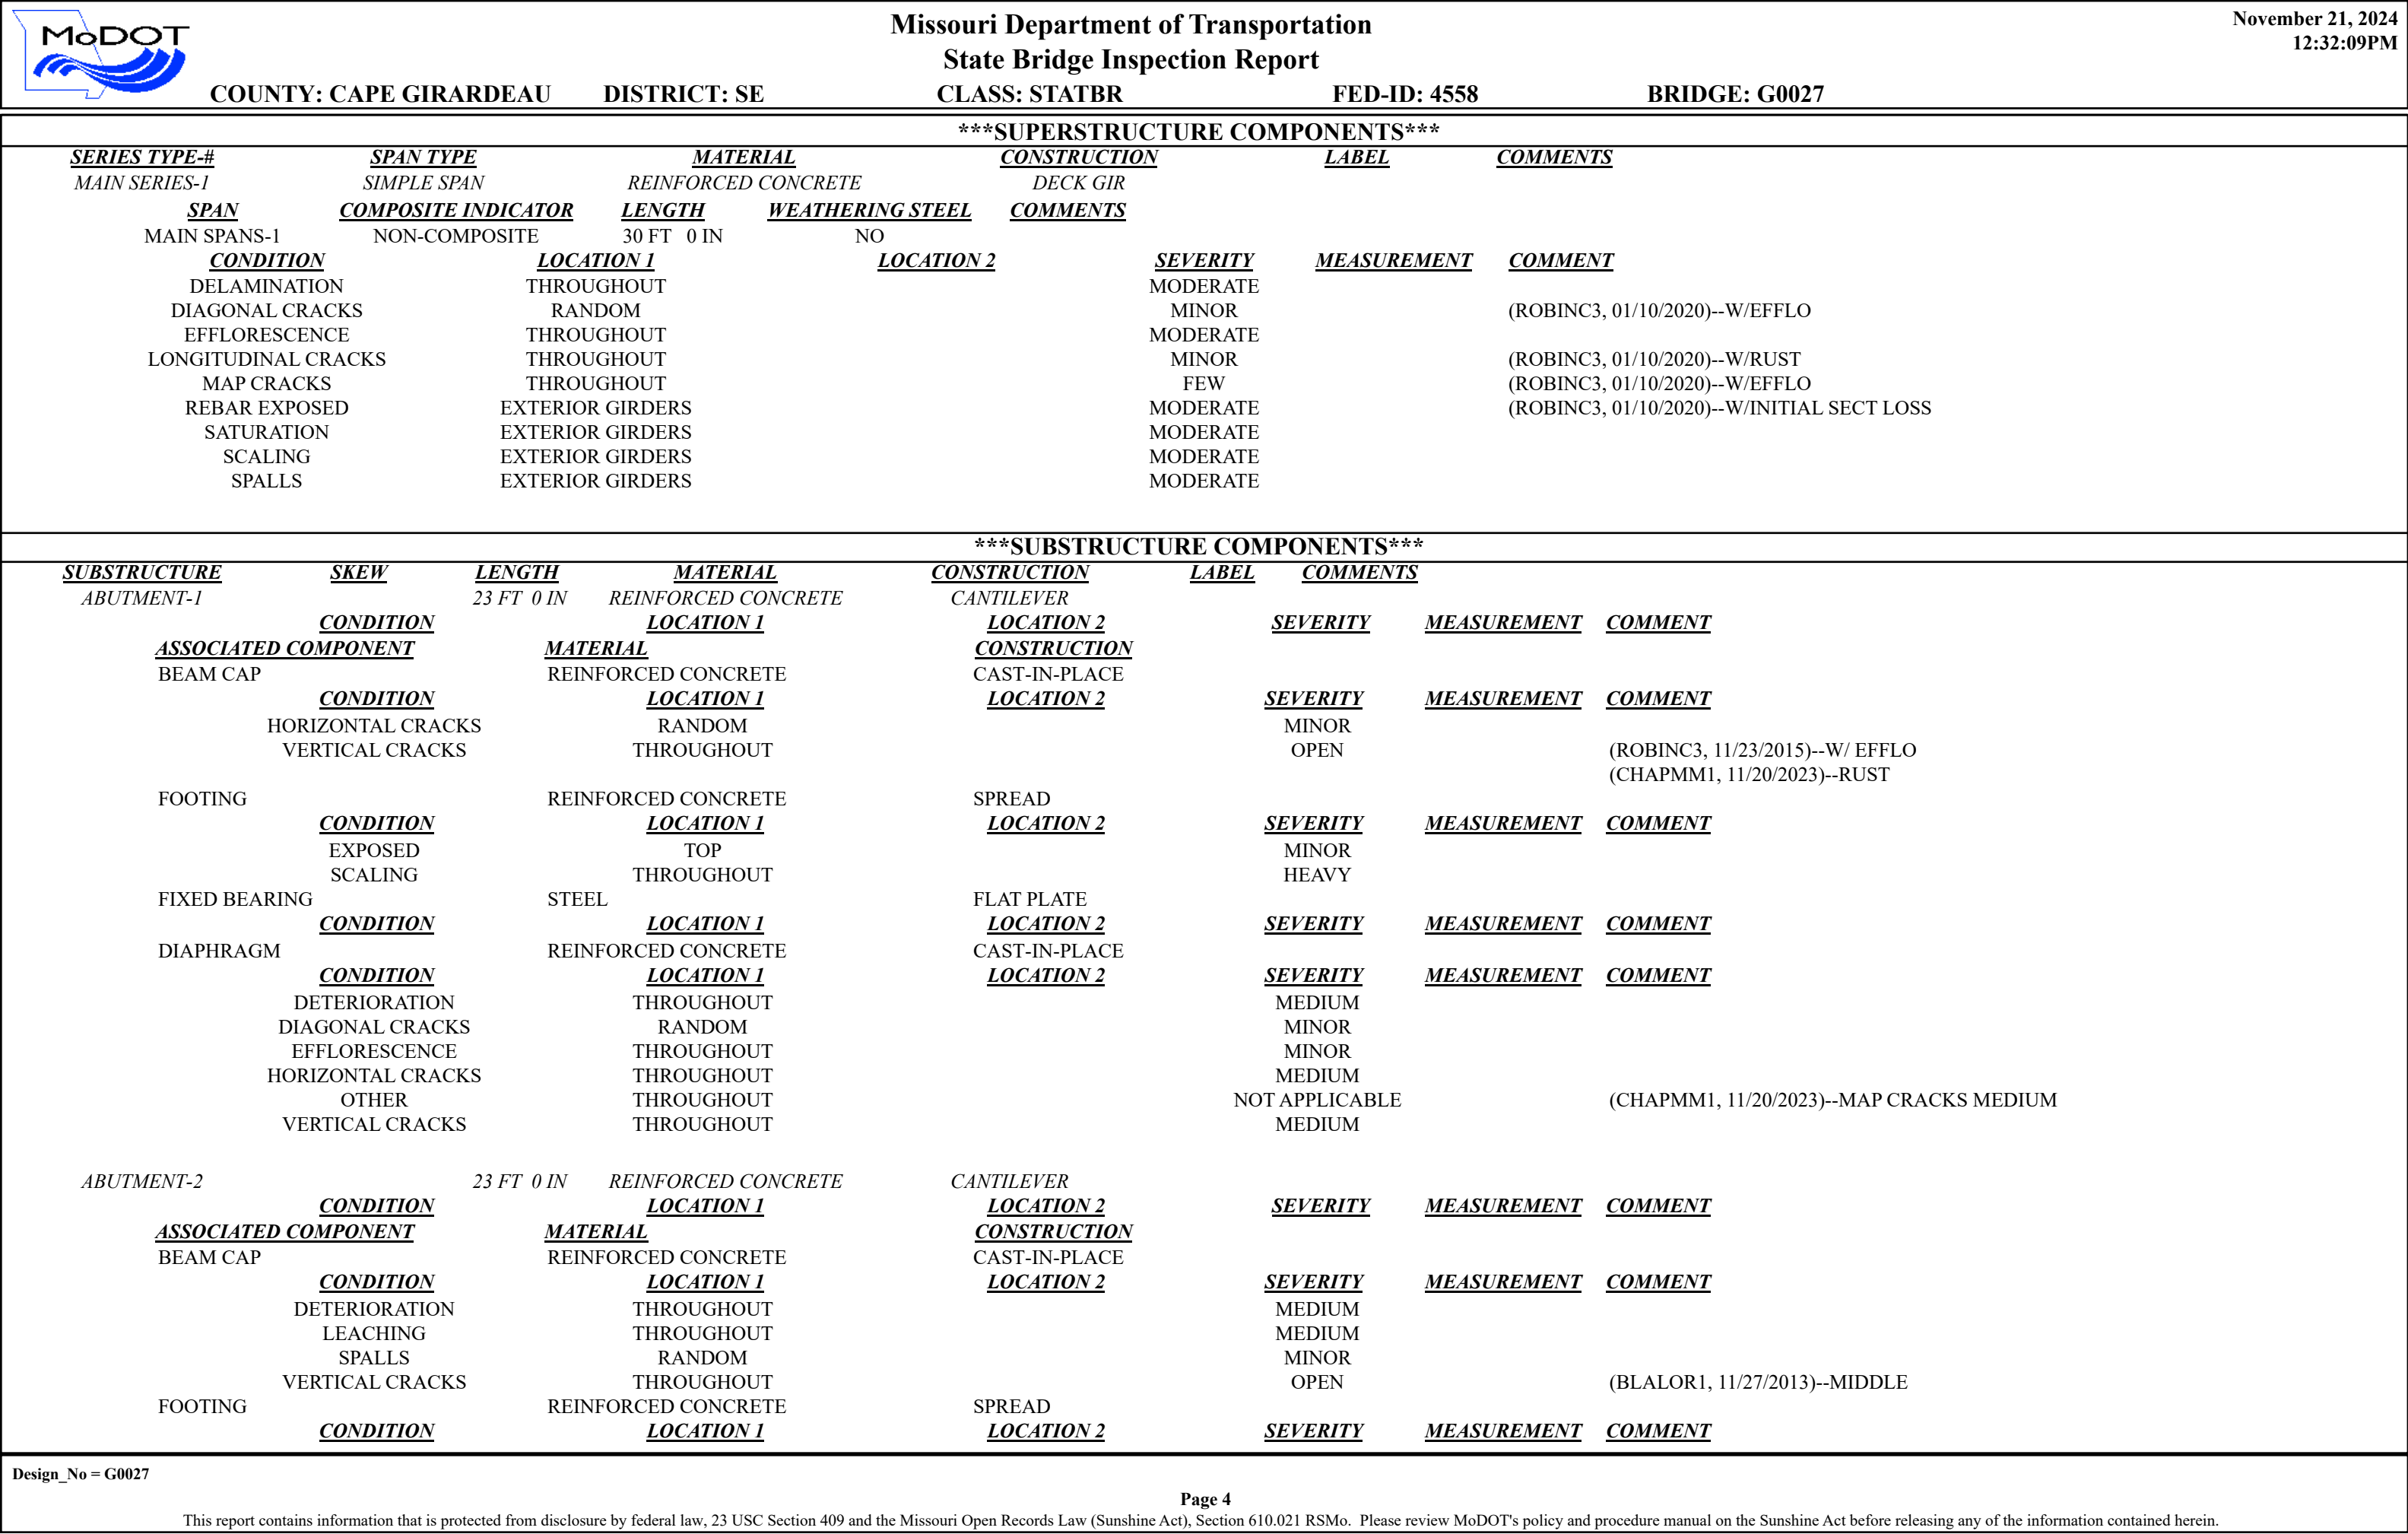 MoDOT
Missouri Department of Transportation
State Bridge Inspection Report
November 21, 2024
12:32:09PM
COUNTY: CAPE GIRARDEAU DISTRICT: SE CLASS: STATBR FED-ID: 4558 BRIDGE: G0027
***SUPERSTRUCTURE COMPONENTS***
SERIES TYPE-# SPAN TYPE MATERIAL CONSTRUCTION LABEL COMMENTS
MAIN SERIES-1 SIMPLE SPAN REINFORCED CONCRETE DECK GIR
SPAN COMPOSITE INDICATOR LENGTH WEATHERING STEEL COMMENTS
MAIN SPANS-1 NON-COMPOSITE 30 FT 0 IN NO
CONDITION LOCATION 1 LOCATION 2 SEVERITY MEASUREMENT COMMENT
DELAMINATION THROUGHOUT MODERATE
DIAGONAL CRACKS RANDOM MINOR (ROBINC3, 01/10/2020)--W/EFFLO
EFFLORESCENCE THROUGHOUT MODERATE
LONGITUDINAL CRACKS THROUGHOUT MINOR (ROBINC3, 01/10/2020)--W/RUST
MAP CRACKS THROUGHOUT FEW (ROBINC3, 01/10/2020)--W/EFFLO
REBAR EXPOSED EXTERIOR GIRDERS MODERATE (ROBINC3, 01/10/2020)--W/INITIAL SECT LOSS
SATURATION EXTERIOR GIRDERS MODERATE
SCALING EXTERIOR GIRDERS MODERATE
SPALLS EXTERIOR GIRDERS MODERATE
***SUBSTRUCTURE COMPONENTS***
SUBSTRUCTURE SKEW LENGTH MATERIAL CONSTRUCTION LABEL COMMENTS
ABUTMENT-1 23 FT 0 IN REINFORCED CONCRETE CANTILEVER
CONDITION LOCATION 1 LOCATION 2 SEVERITY MEASUREMENT COMMENT
ASSOCIATED COMPONENT MATERIAL CONSTRUCTION
BEAM CAP REINFORCED CONCRETE CAST-IN-PLACE
CONDITION LOCATION 1 LOCATION 2 SEVERITY MEASUREMENT COMMENT
HORIZONTAL CRACKS RANDOM MINOR
VERTICAL CRACKS THROUGHOUT OPEN (ROBINC3, 11/23/2015)--W/ EFFLO
(CHAPMM1, 11/20/2023)--RUST
FOOTING REINFORCED CONCRETE SPREAD
CONDITION LOCATION 1 LOCATION 2 SEVERITY MEASUREMENT COMMENT
EXPOSED TOP MINOR
SCALING THROUGHOUT HEAVY
FIXED BEARING STEEL FLAT PLATE
CONDITION LOCATION 1 LOCATION 2 SEVERITY MEASUREMENT COMMENT
DIAPHRAGM REINFORCED CONCRETE CAST-IN-PLACE
CONDITION LOCATION 1 LOCATION 2 SEVERITY MEASUREMENT COMMENT
DETERIORATION THROUGHOUT MEDIUM
DIAGONAL CRACKS RANDOM MINOR
EFFLORESCENCE THROUGHOUT MINOR
HORIZONTAL CRACKS THROUGHOUT MEDIUM
OTHER THROUGHOUT NOT APPLICABLE (CHAPMM1, 11/20/2023)--MAP CRACKS MEDIUM
VERTICAL CRACKS THROUGHOUT MEDIUM
ABUTMENT-2 23 FT 0 IN REINFORCED CONCRETE CANTILEVER
CONDITION LOCATION 1 LOCATION 2 SEVERITY MEASUREMENT COMMENT
ASSOCIATED COMPONENT MATERIAL CONSTRUCTION
BEAM CAP REINFORCED CONCRETE CAST-IN-PLACE
CONDITION LOCATION 1 LOCATION 2 SEVERITY MEASUREMENT COMMENT
DETERIORATION THROUGHOUT MEDIUM
LEACHING THROUGHOUT MEDIUM
SPALLS RANDOM MINOR
VERTICAL CRACKS THROUGHOUT OPEN (BLALOR1, 11/27/2013)--MIDDLE
FOOTING REINFORCED CONCRETE SPREAD
CONDITION LOCATION 1 LOCATION 2 SEVERITY MEASUREMENT COMMENT
Design_No = G0027
Page 4
This report contains information that is protected from disclosure by federal law, 23 USC Section 409 and the Missouri Open Records Law (Sunshine Act), Section 610.021 RSMo. Please review MoDOT's policy and procedure manual on the Sunshine Act before releasing any of the information contained herein.